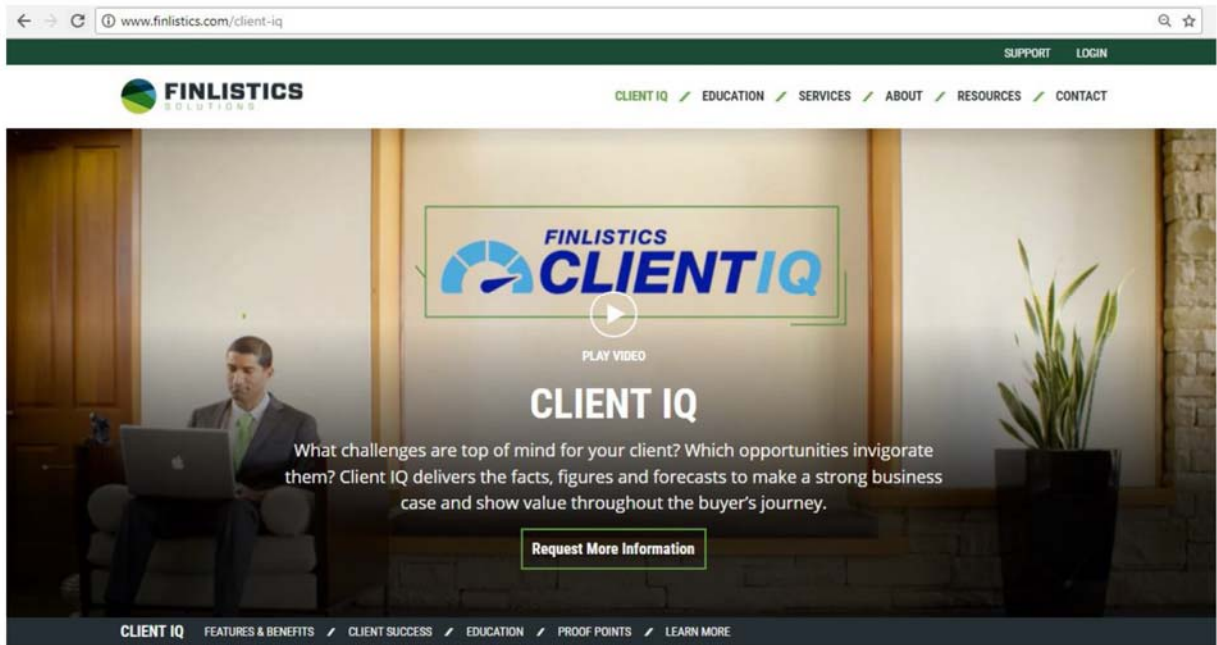 www.finlistics.com/client-iq
SUPPORT LOGIN
FINLISTICS
SOLUTIONS
CLIENT IQ / EDUCATION / SERVICES / ABOUT / RESOURCES / CONTACT
FINLISTICS
CLIENTIQ
PLAY VIDEO
CLIENT IQ
What challenges are top of mind for your client? Which opportunities invigorate
them? Client IQ delivers the facts, figures and forecasts to make a strong business
case and show value throughout the buyer's journey.
Request More Information
CLIENT IQ FEATURES & BENEFITS / CLIENT SUCCESS / EDUCATION / PROOF POINTS / LEARN MORE